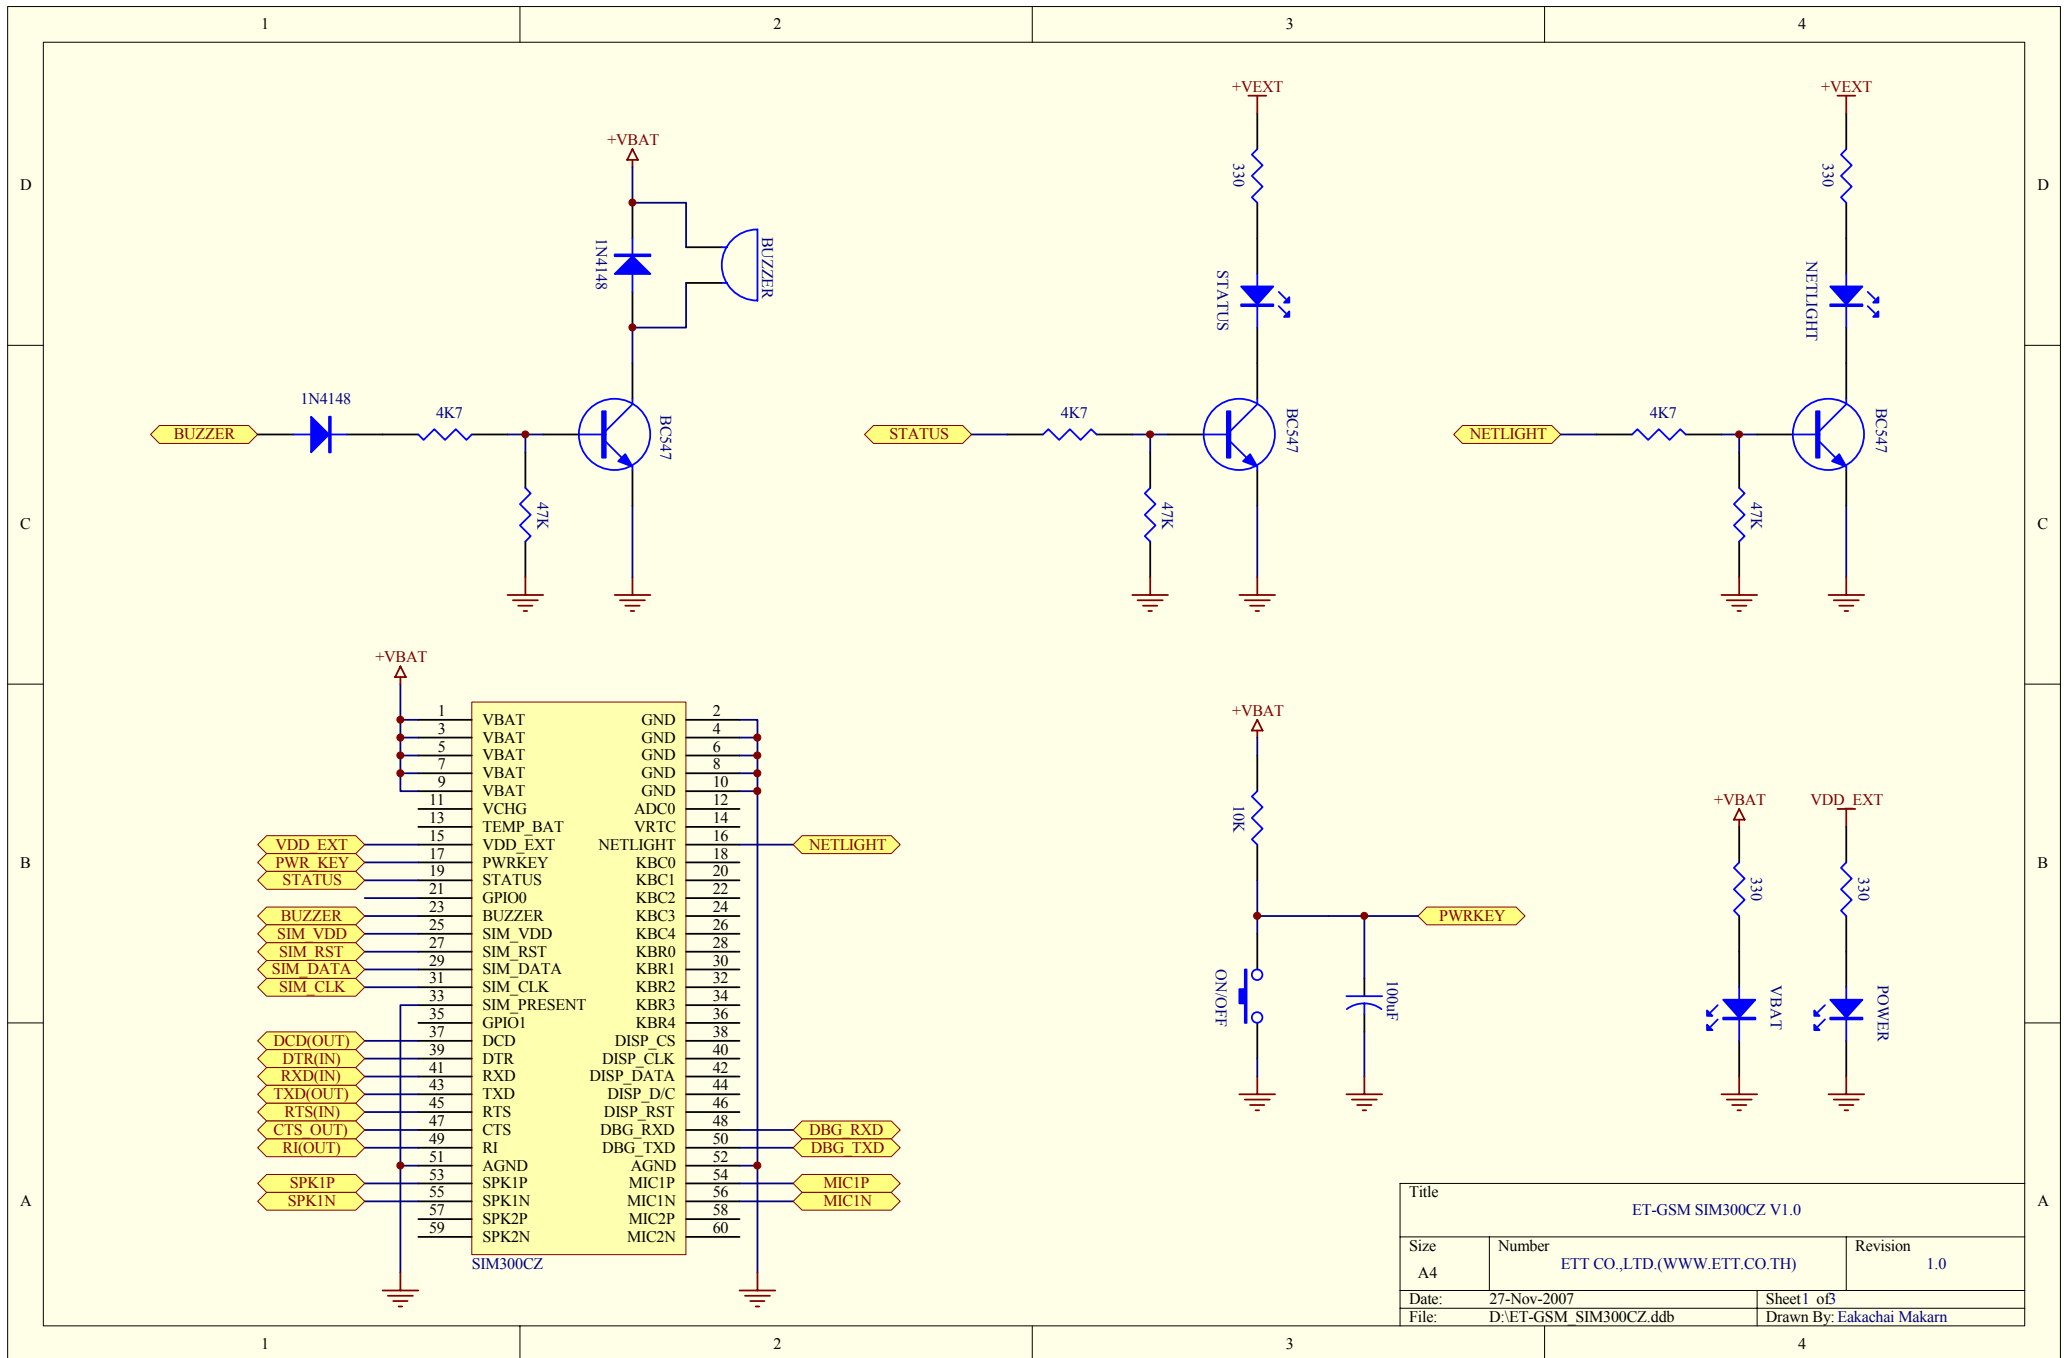 1 2 3 4
D
D
+VBAT
1N4148
BUZZER
BUZZER
1N4148
4K7
BC547
47K
+VEXT
330
STATUS
STATUS
4K7
BC547
47K
+VEXT
330
NETLIGHT
NETLIGHT
4K7
BC547
47K
C
C
+VBAT
1 VBAT GND 2
3 VBAT GND 4
5 VBAT GND 6
7 VBAT GND 8
9 VBAT GND 10
11 VCHG ADC0 12
13 TEMP_BAT VRTC 14
VDD_EXT 15 VDD_EXT NETLIGHT 16 NETLIGHT
PWR_KEY 17 PWRKEY KBC0 18
STATUS 19 STATUS KBC1 20
21 GPIO0 KBC2 22
BUZZER 23 BUZZER KBC3 24
SIM_VDD 25 SIM_VDD KBC4 26
SIM_RST 27 SIM_RST KBR0 28
SIM_DATA 29 SIM_DATA KBR1 30
SIM_CLK 31 SIM_CLK KBR2 32
33 SIM_PRESENT KBR3 34
35 GPIO1 KBR4 36
DCD(OUT) 37 DCD DISP_CS 38
DTR(IN) 39 DTR DISP_CLK 40
RXD(IN) 41 RXD DISP_DATA 42
TXD(OUT) 43 TXD DISP_D/C 44
RTS(IN) 45 RTS DISP_RST 46
CTS_OUT) 47 CTS DBG_RXD 48 DBG_RXD
RI(OUT) 49 RI DBG_TXD 50 DBG_TXD
51 AGND AGND 52
SPK1P 53 SPK1P MIC1P 54 MIC1P
SPK1N 55 SPK1N MIC1N 56 MIC1N
57 SPK2P MIC2P 58
59 SPK2N MIC2N 60
SIM300CZ
+VBAT
10K
PWRKEY
ON/OFF
100uF
+VBAT
330
VBAT
VDD_EXT
330
POWER
B
B
A
A
Title
ET-GSM SIM300CZ V1.0
Size Number Revision
A4 ETT CO.,LTD.(WWW.ETT.CO.TH) 1.0
Date: 27-Nov-2007 Sheet1 of3
File: D:\ET-GSM_SIM300CZ.ddb Drawn By: Eakachai Makarn
1 2 3 4